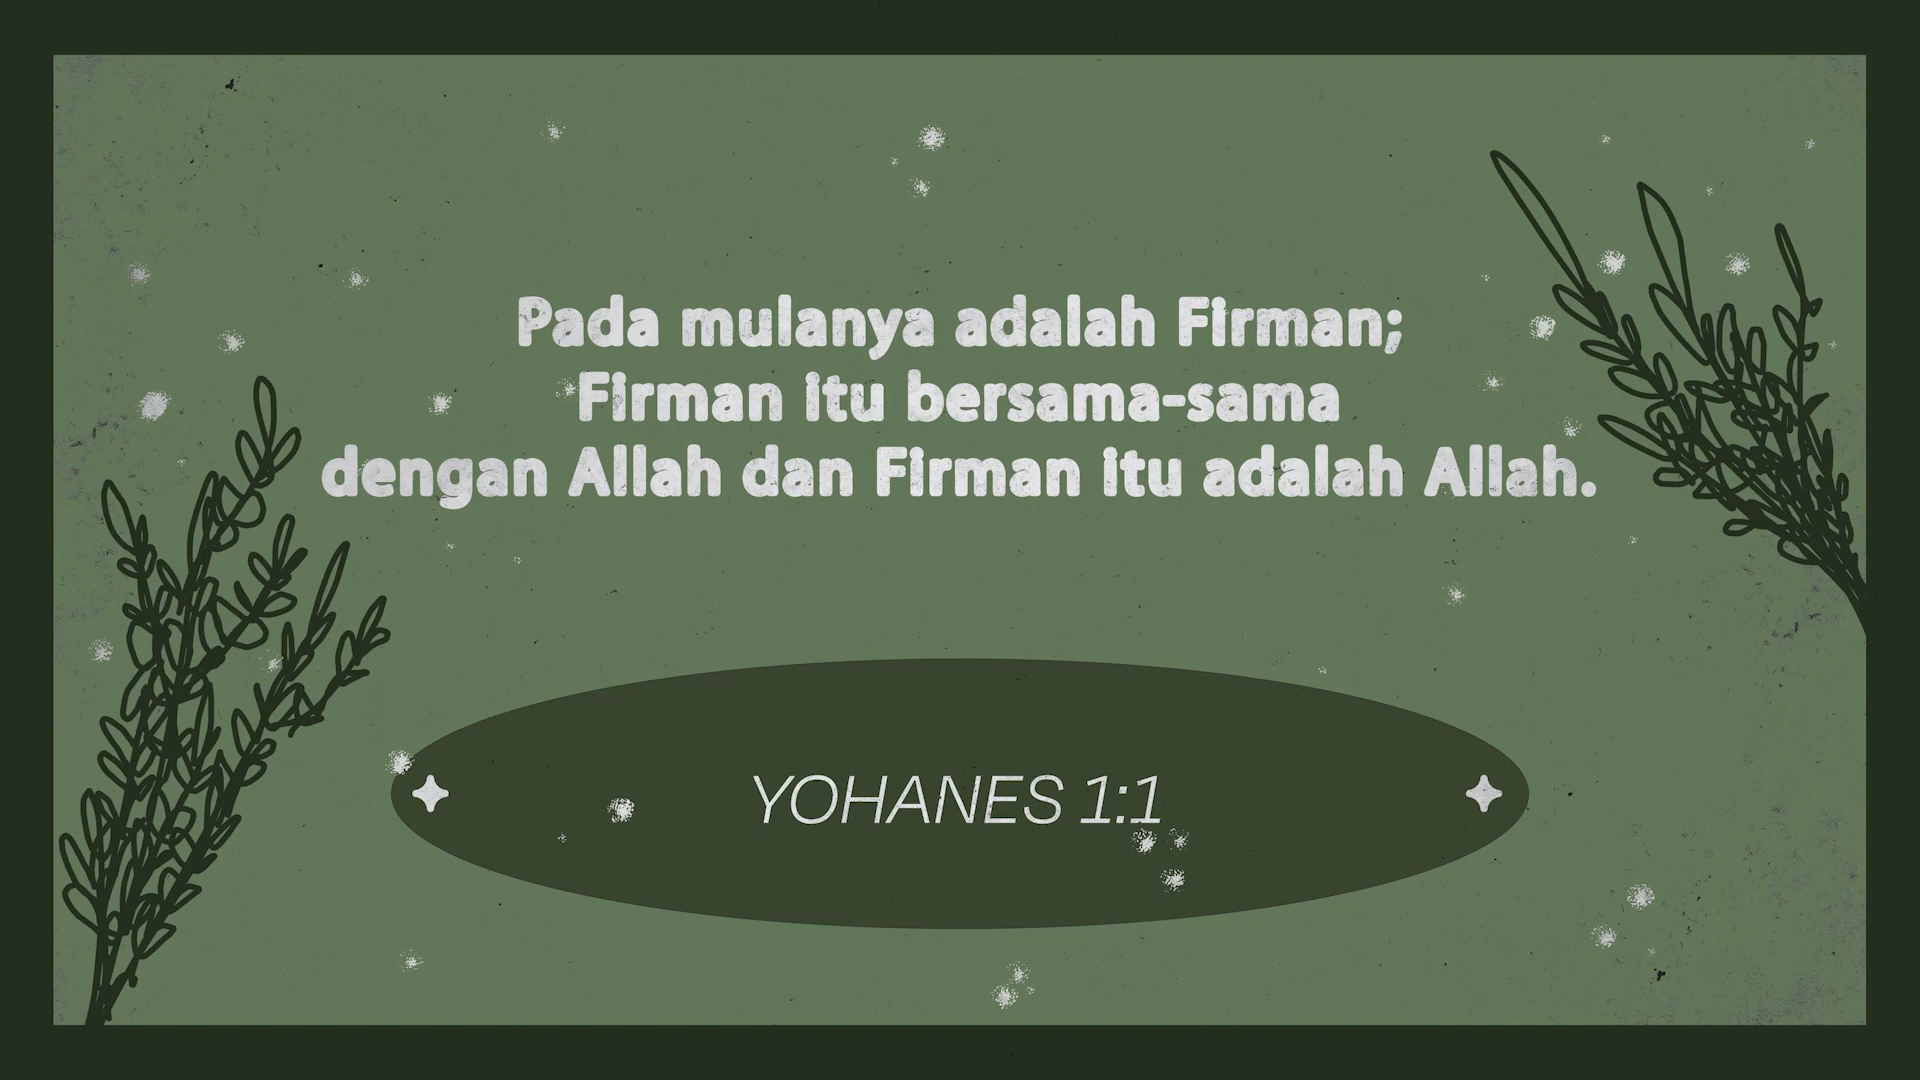 Pada mulanya adalah Firman;
Firman itu bersama-sama
dengan Allah dan Firman itu adalah Allah.
YOHANES 1:1